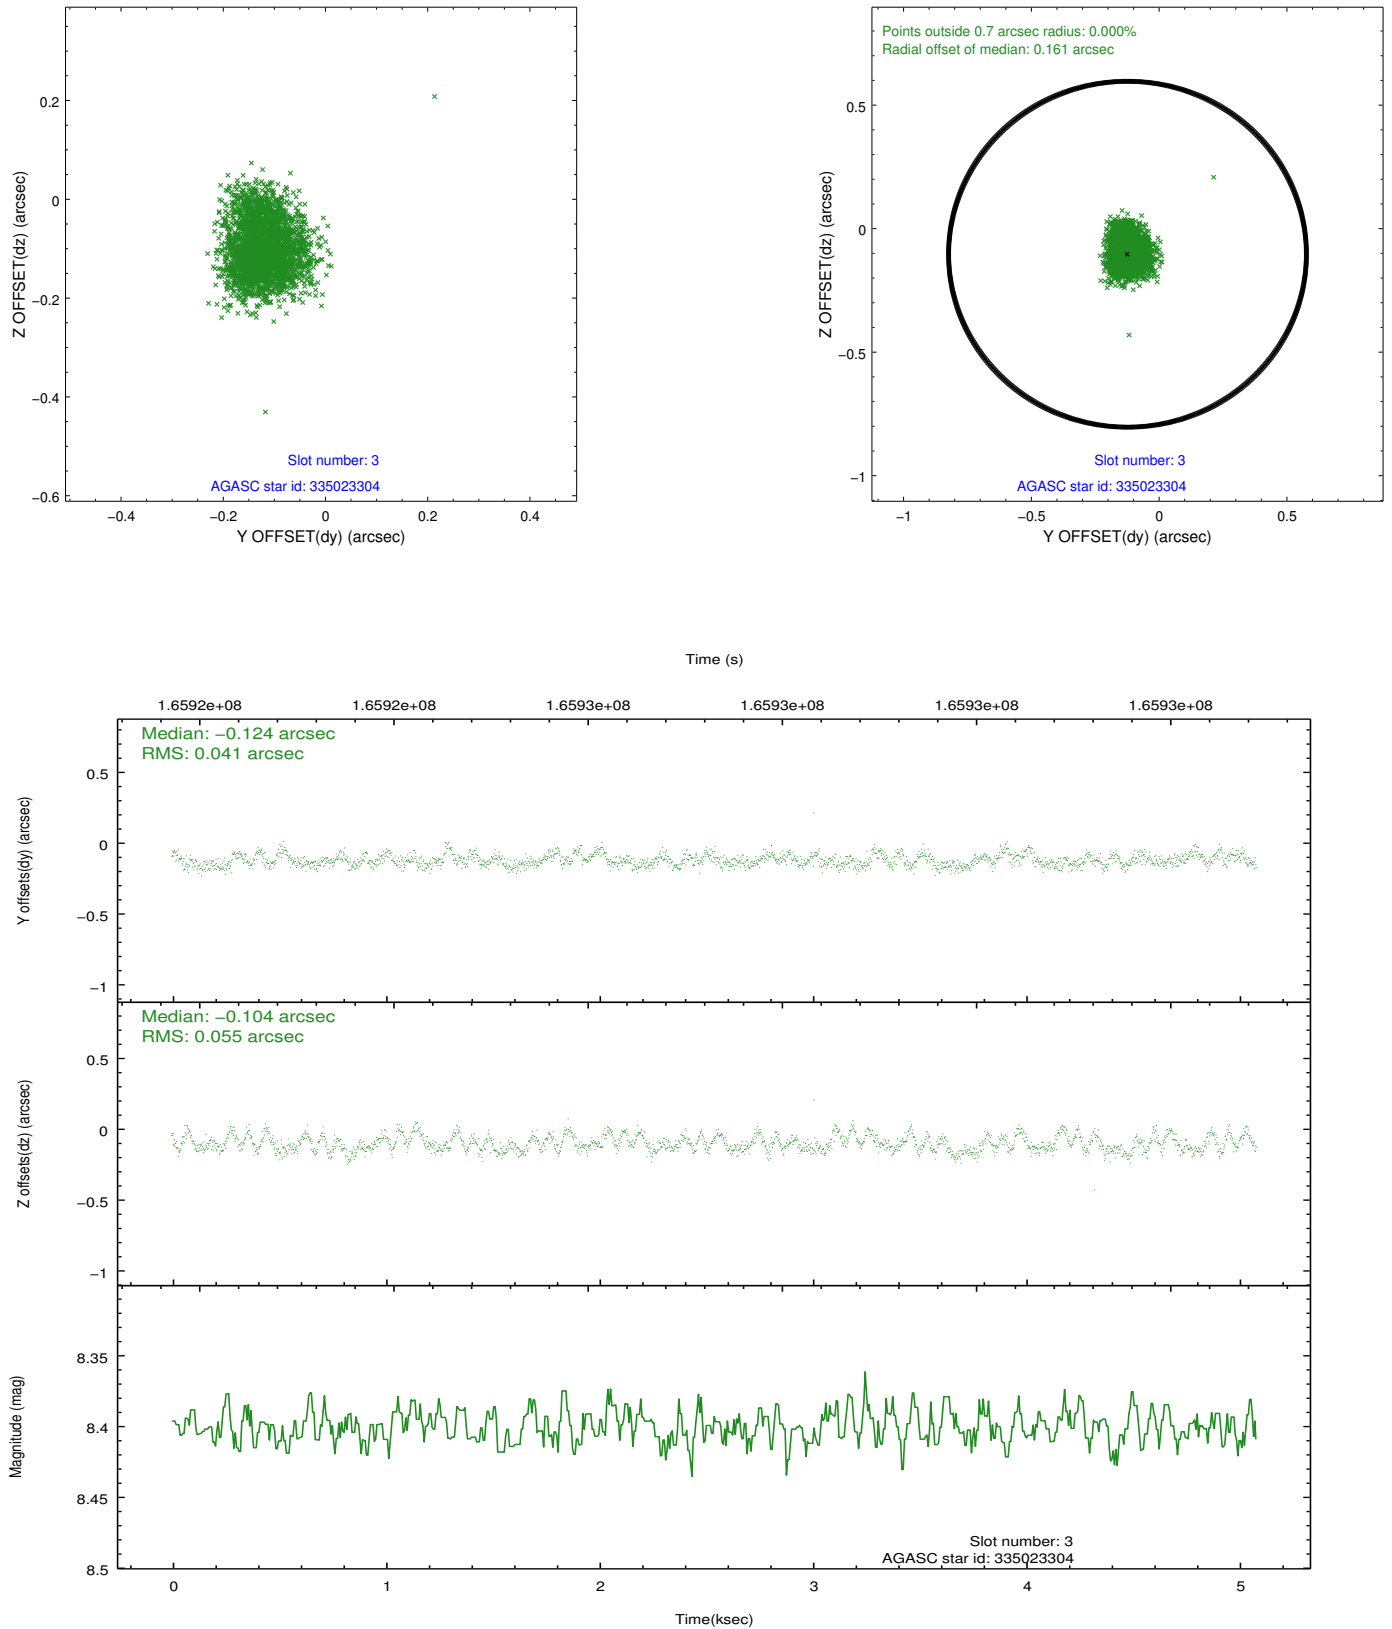 0.2
0
−0.2
−0.4
−0.6
Z OFFSET(dz) (arcsec)
Slot number: 3
AGASC star id: 335023304
−0.4
−0.2
0
0.2
0.4
Y OFFSET(dy) (arcsec)
Points outside 0.7 arcsec radius: 0.000%
Radial offset of median: 0.161 arcsec
0.5
0
−0.5
−1
Z OFFSET(dz) (arcsec)
Slot number: 3
AGASC star id: 335023304
−1
−0.5
0
0.5
Y OFFSET(dy) (arcsec)
Time (s)
1.6592e+08
1.6592e+08
1.6593e+08
1.6593e+08
1.6593e+08
1.6593e+08
Median: −0.124 arcsec
RMS: 0.041 arcsec
0.5
0
−0.5
−1
Y offsets(dy) (arcsec)
Median: −0.104 arcsec
RMS: 0.055 arcsec
0.5
0
−0.5
−1
Z offsets(dz) (arcsec)
8.35
8.4
8.45
8.5
Magnitude (mag)
Slot number: 3
AGASC star id: 335023304
0
1
2
3
4
5
Time(ksec)